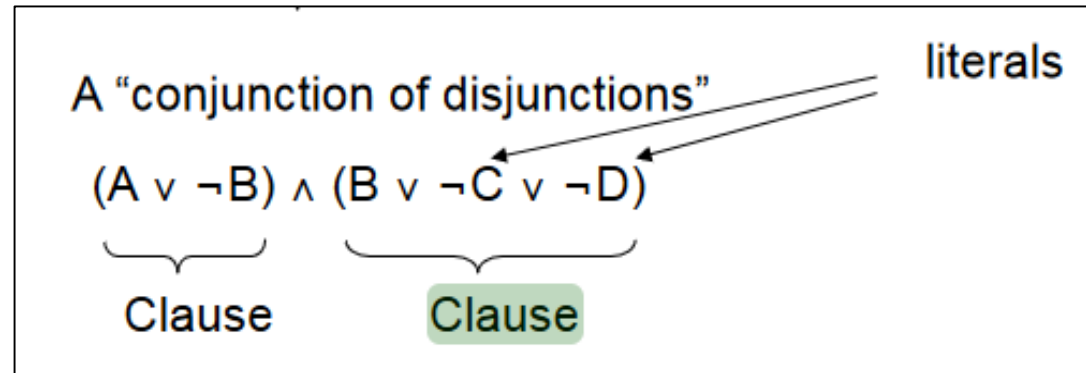 literals
A “conjunction of disjunctions”
(A ∨ ¬B) ∧ (B ∨ ¬C ∨ ¬D)
Clause Clause